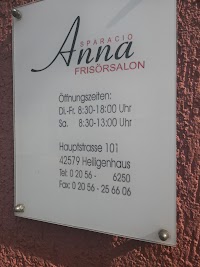 SPARACIO
Anna
FRISÖRSALON
Öffnungszeiten:
Di.-Fr. 8:30-18:00 Uhr
Sa. 8:30-13:00 Uhr
Hauptstrasse 101
42579 Heiligenhaus
Tel: 0 20 56 - 6250
Fax: 0 20 56 - 25 66 06